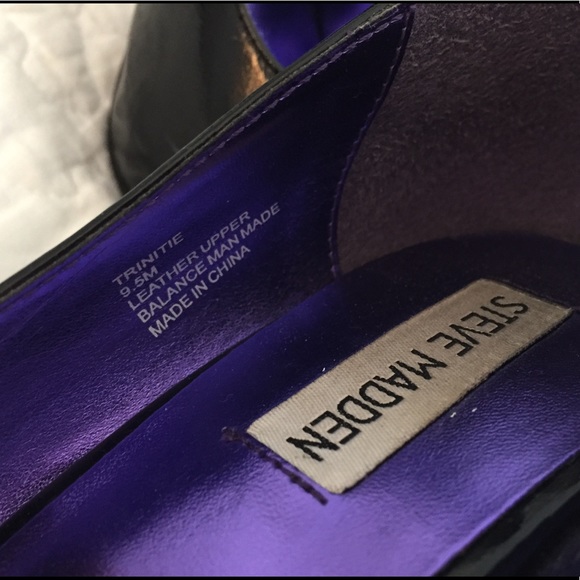 TRINITIE
9.5M
LEATHER UPPER
BALANCE MAN MADE
MADE IN CHINA
STEVE MADDEN